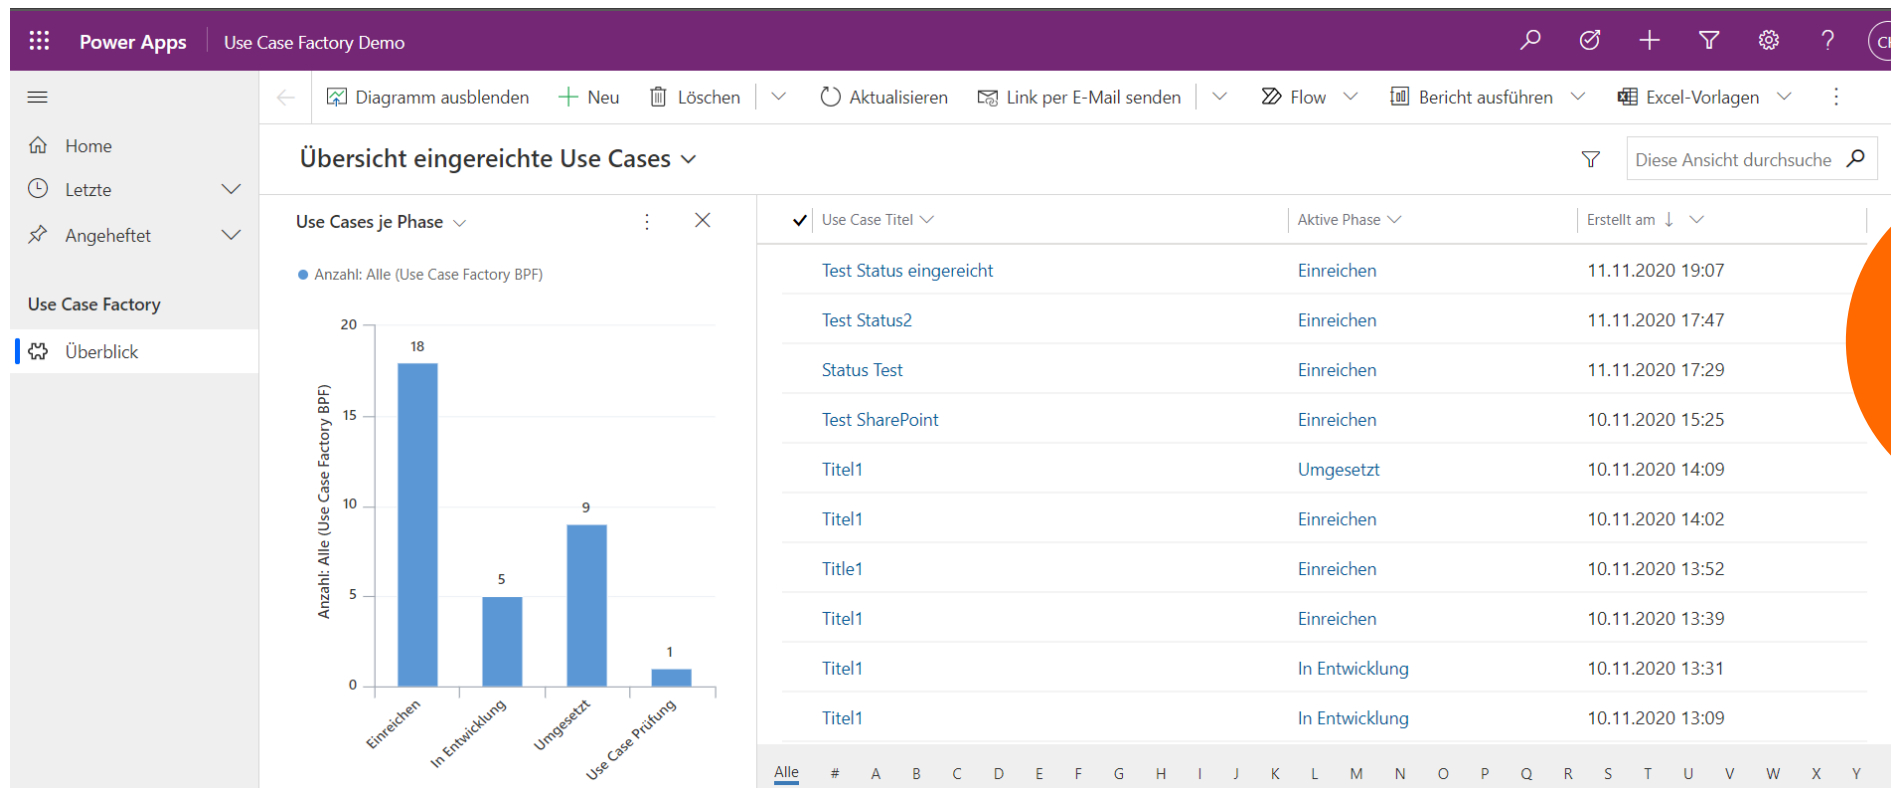 Power Apps Use Case Factory Demo
Diagramm ausblenden Neu Löschen Aktualisieren Link per E-Mail senden Flow Bericht ausführen Excel-Vorlagen
Home
Letzte
Angeheftet
Use Case Factory
Überblick
Übersicht eingereichte Use Cases
Diese Ansicht durchsuche
Use Cases je Phase
Anzahl: Alle (Use Case Factory BPF)
Anzahl: Alle (Use Case Factory BPF)
20
15
10
5
0
18
5
9
1
Einreichen
In Entwicklung
Umgesetzt
Use Case Prüfung
Use Case Titel Aktive Phase Erstellt am
Test Status eingereicht Einreichen 11.11.2020 19:07
Test Status2 Einreichen 11.11.2020 17:47
Status Test Einreichen 11.11.2020 17:29
Test SharePoint Einreichen 10.11.2020 15:25
Titel1 Umgesetzt 10.11.2020 14:09
Titel1 Einreichen 10.11.2020 14:02
Title1 Einreichen 10.11.2020 13:52
Titel1 Einreichen 10.11.2020 13:39
Titel1 In Entwicklung 10.11.2020 13:31
Titel1 In Entwicklung 10.11.2020 13:09
Alle # A B C D E F G H I J K L M N O P Q R S T U V W X Y